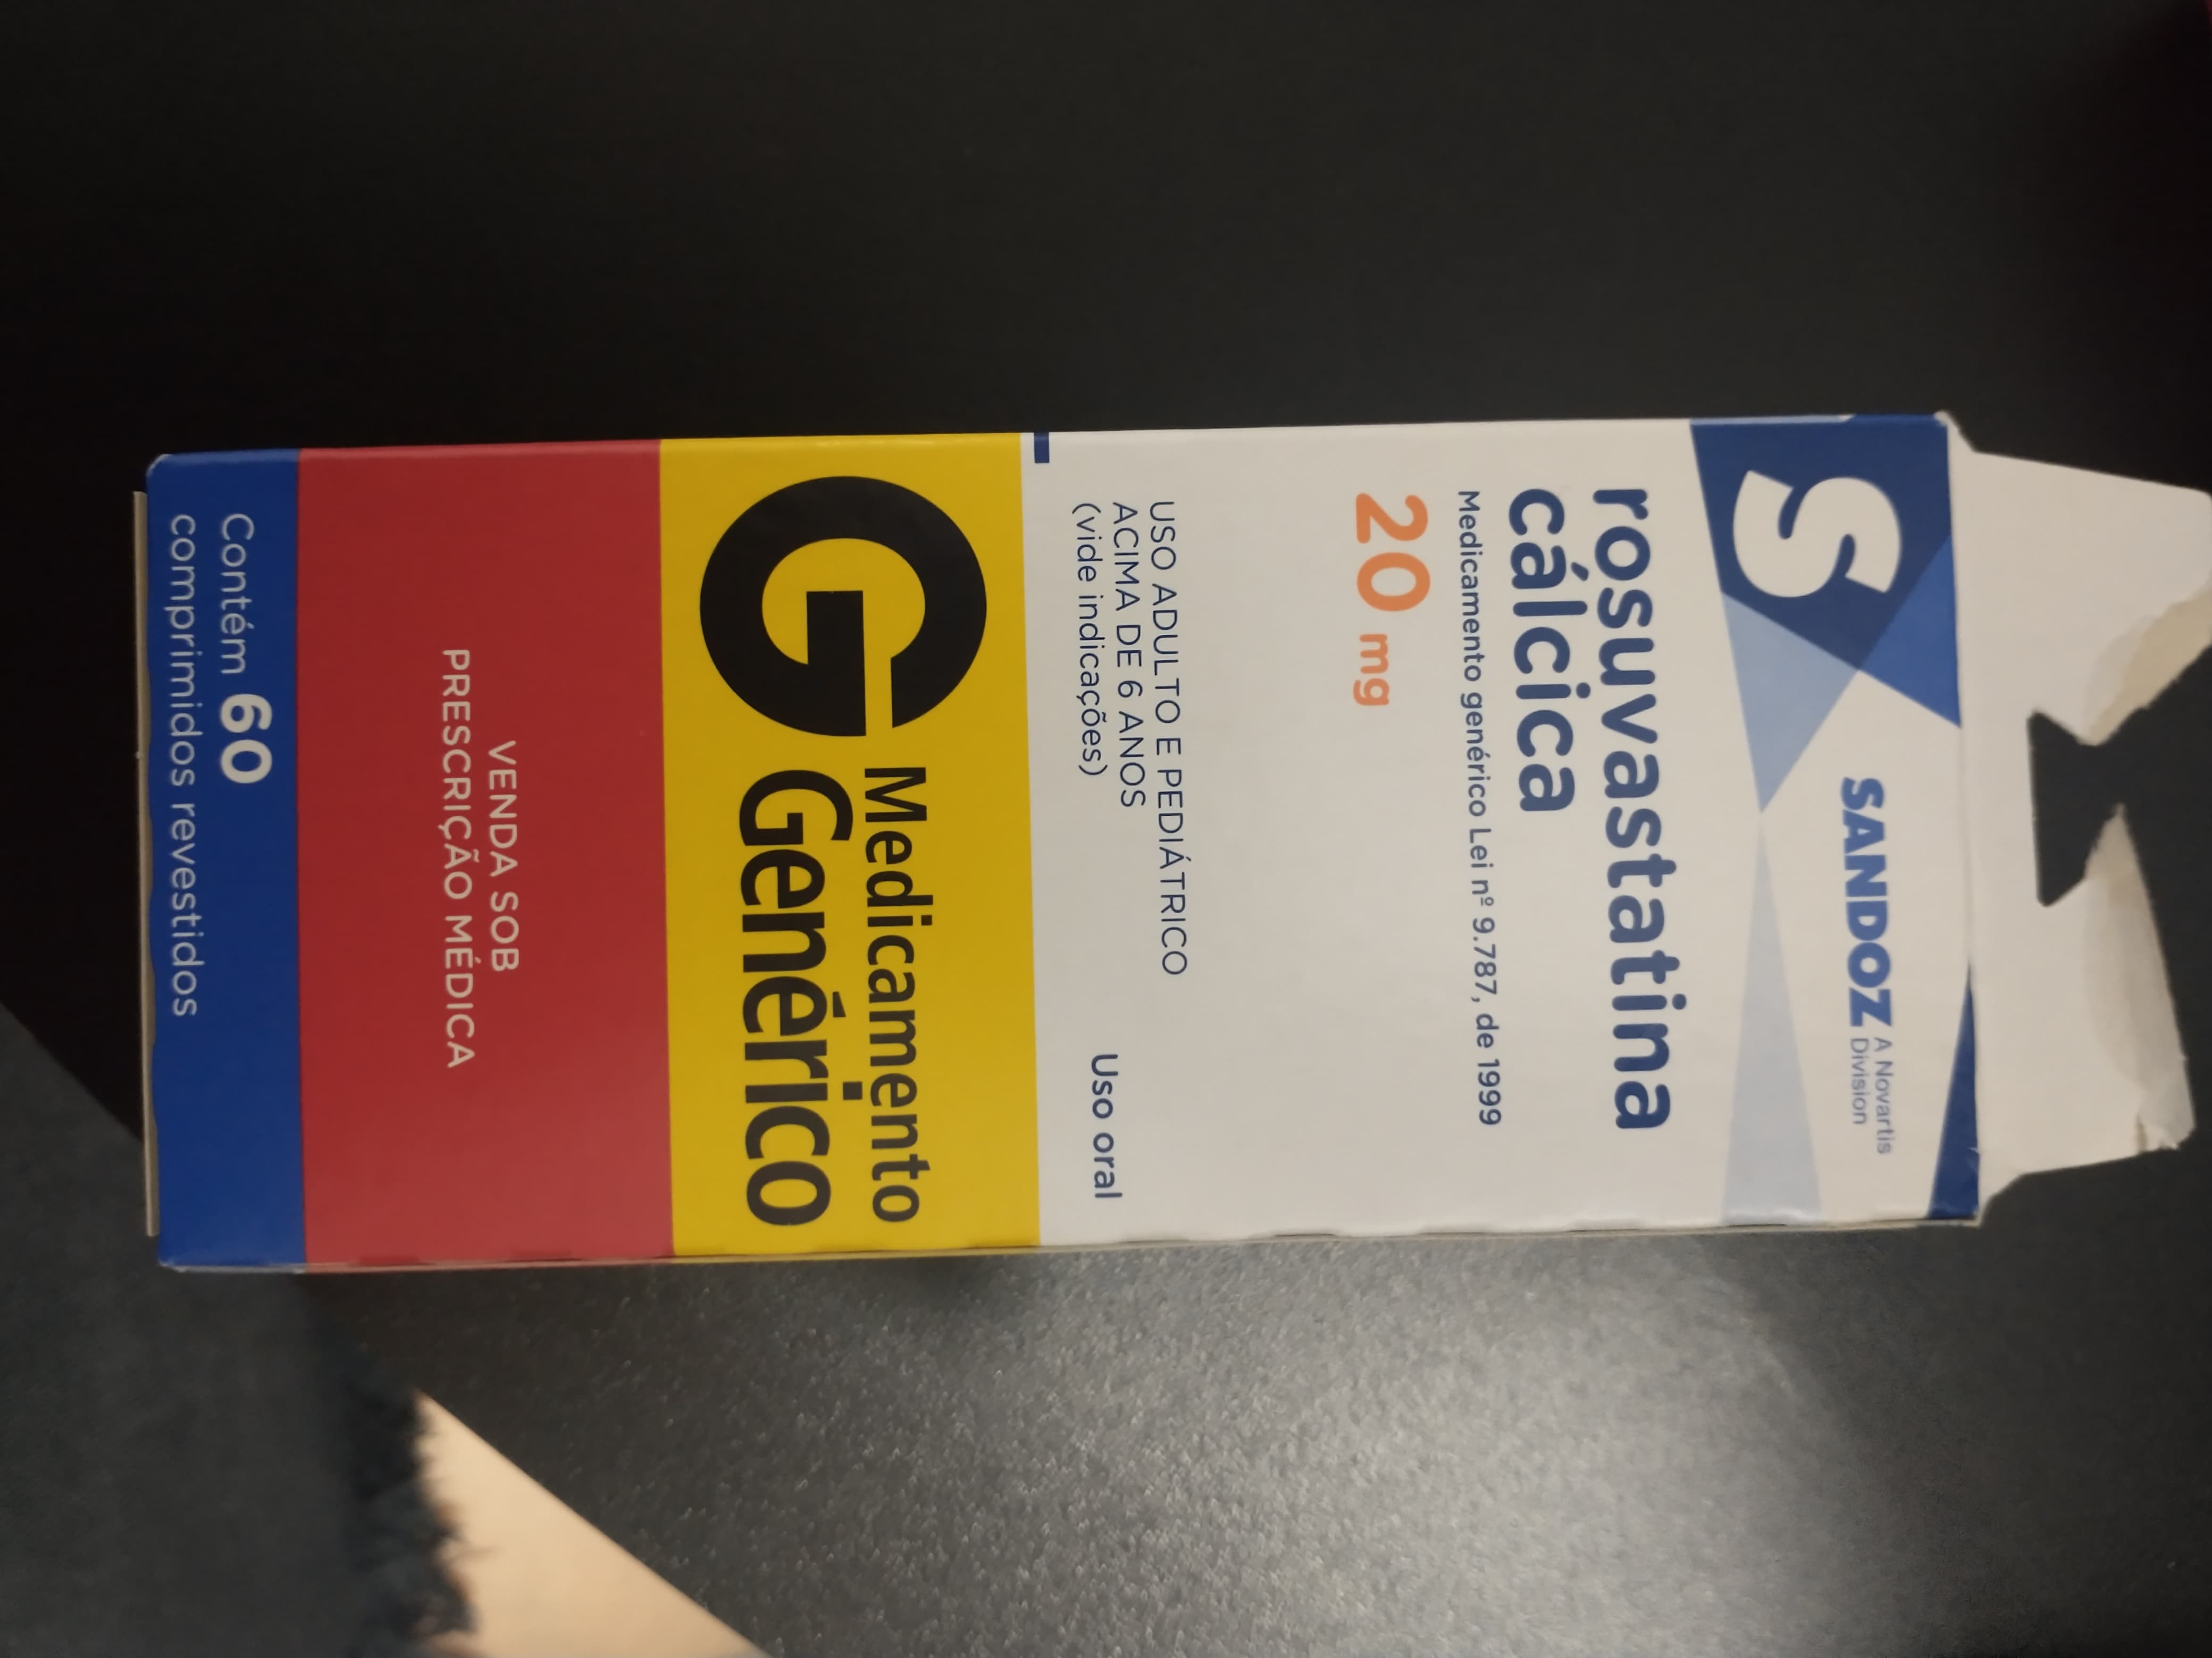 S
SANDOZ A Novartis
Division
rosuvastatina
cálcica
Medicamento genérico Lei nº 9.787, de 1999
20 mg
USO ADULTO E PEDIÁTRICO
ACIMA DE 6 ANOS
(vide indicações)
Uso oral
G
Medicamento
Genérico
VENDA SOB
PRESCRIÇÃO MÉDICA
Contém 60
comprimidos revestidos